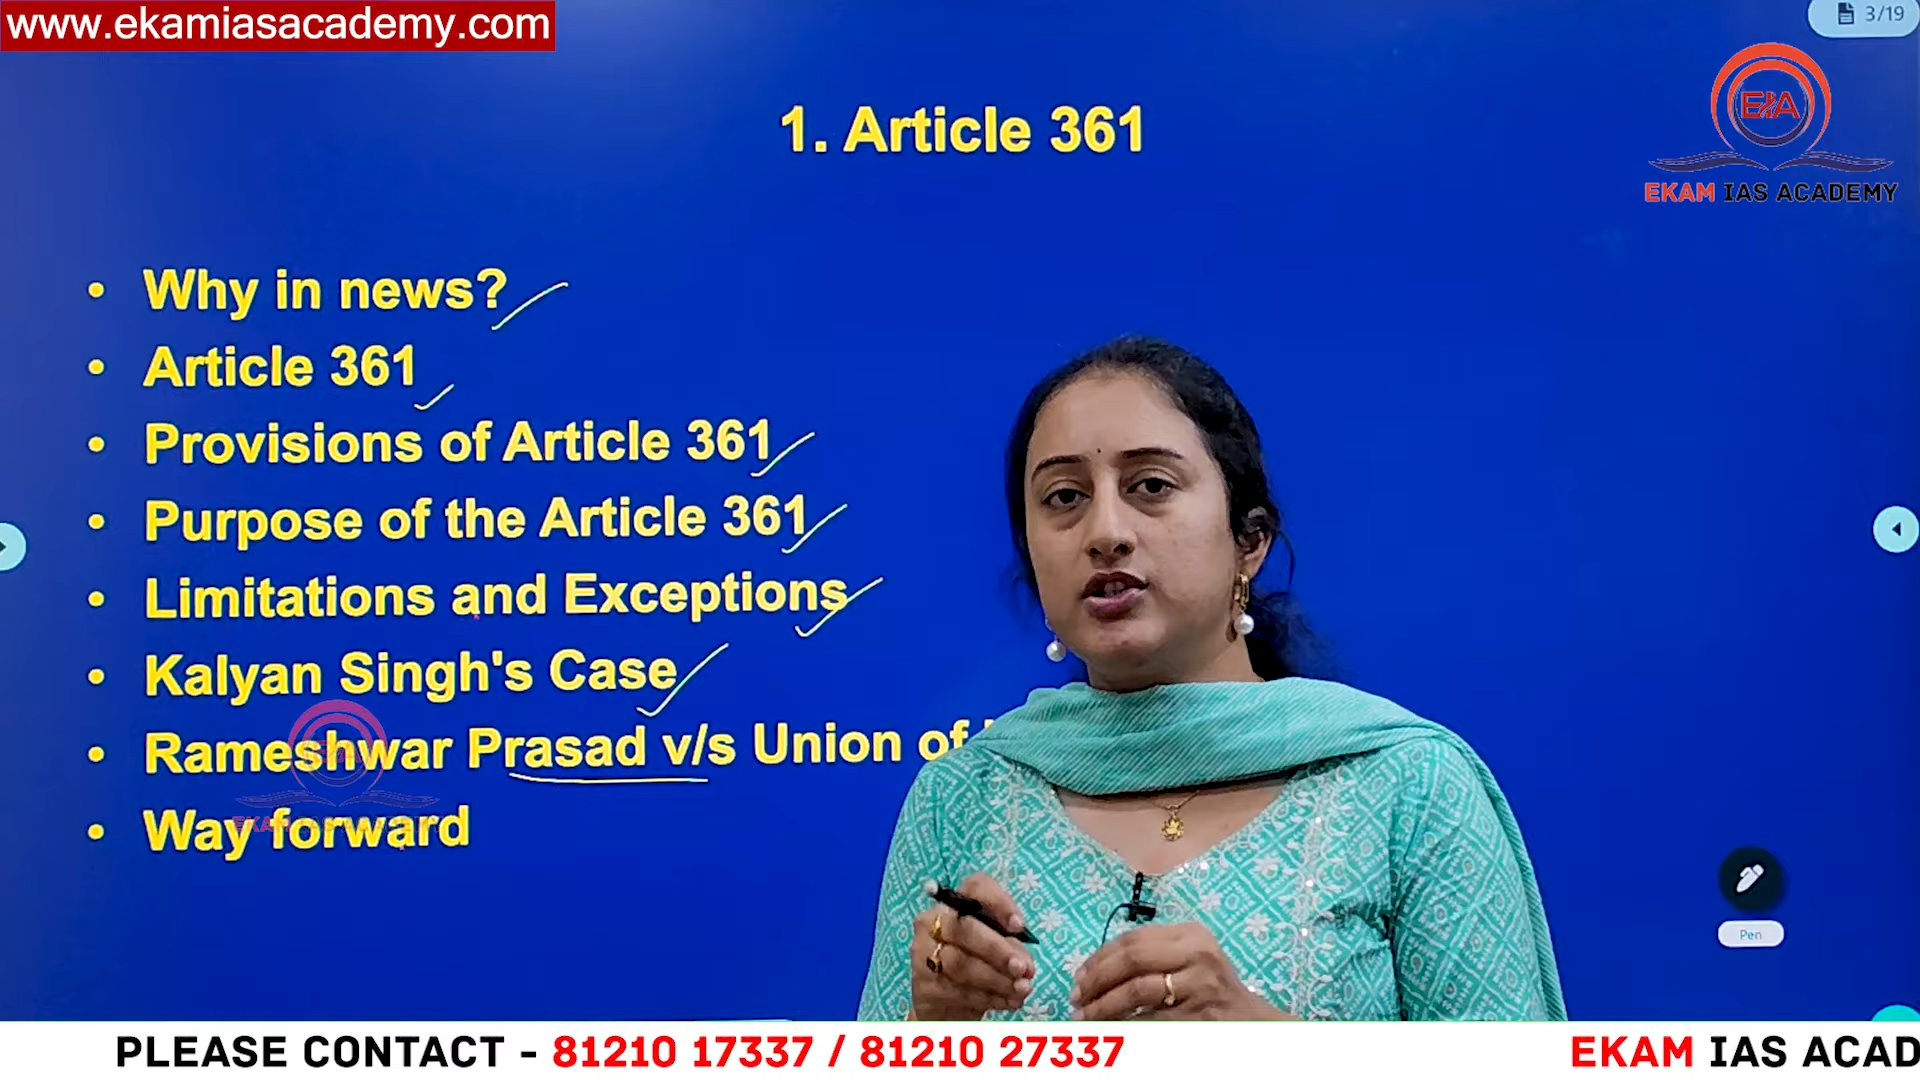 www.ekamiasacademy.com
3/19
EIA
EKAM IAS ACADEMY
1. Article 361
• Why in news?
• Article 361
• Provisions of Article 361
• Purpose of the Article 361
• Limitations and Exceptions
• Kalyan Singh's Case
• Rameshwar Prasad v/s Union of
• Way forward
Pen
PLEASE CONTACT - 81210 17337 / 81210 27337
EKAM IAS ACAD